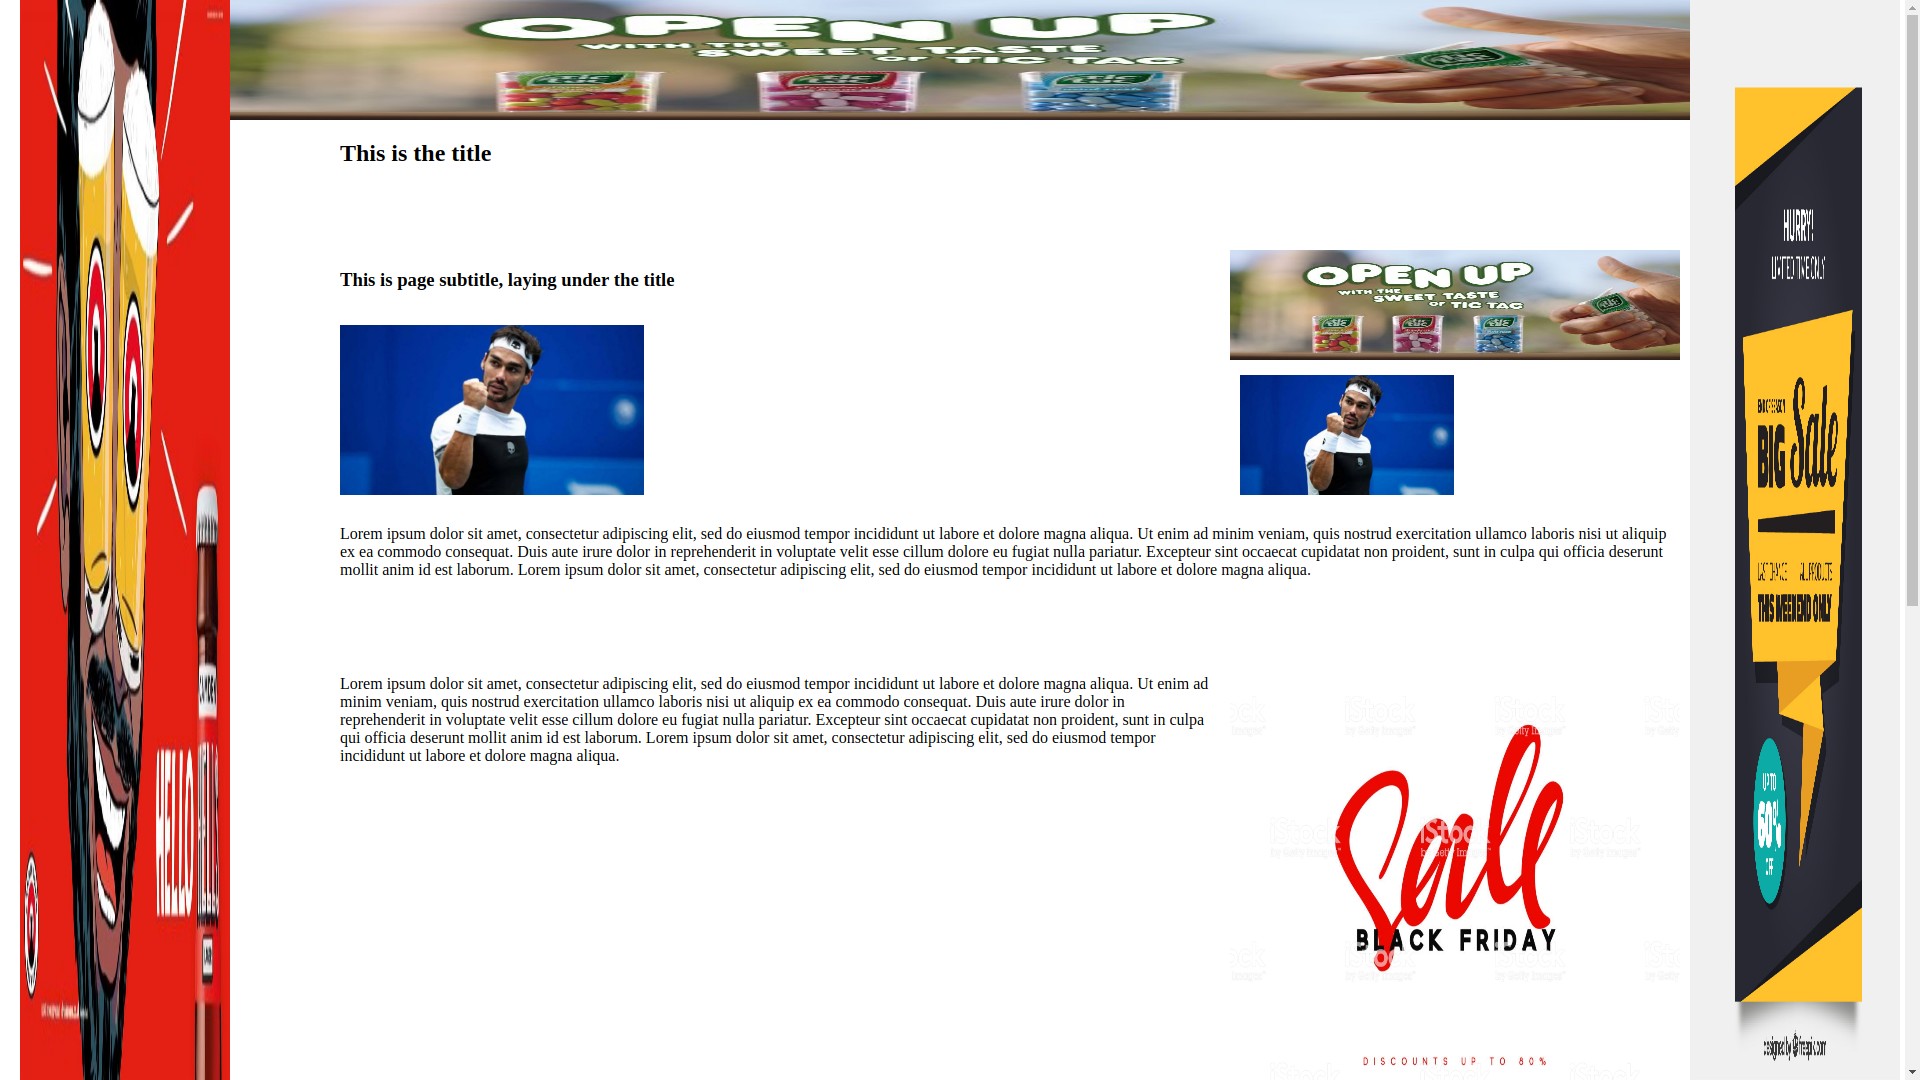 OPEN UP
WITH THE
SWEET TASTE
OF TIC TAC
This is the title
This is page subtitle, laying under the title
OPEN UP
WITH THE
SWEET TASTE
OF TIC TAC
Lorem ipsum dolor sit amet, consectetur adipiscing elit, sed do eiusmod tempor incididunt ut labore et dolore magna aliqua. Ut enim ad minim veniam, quis nostrud exercitation ullamco laboris nisi ut aliquip
ex ea commodo consequat. Duis aute irure dolor in reprehenderit in voluptate velit esse cillum dolore eu fugiat nulla pariatur. Excepteur sint occaecat cupidatat non proident, sunt in culpa qui officia deserunt
mollit anim id est laborum. Lorem ipsum dolor sit amet, consectetur adipiscing elit, sed do eiusmod tempor incididunt ut labore et dolore magna aliqua.
Lorem ipsum dolor sit amet, consectetur adipiscing elit, sed do eiusmod tempor incididunt ut labore et dolore magna aliqua. Ut enim ad
minim veniam, quis nostrud exercitation ullamco laboris nisi ut aliquip ex ea commodo consequat. Duis aute irure dolor in
reprehenderit in voluptate velit esse cillum dolore eu fugiat nulla pariatur. Excepteur sint occaecat cupidatat non proident, sunt in culpa
qui officia deserunt mollit anim id est laborum. Lorem ipsum dolor sit amet, consectetur adipiscing elit, sed do eiusmod tempor
incididunt ut labore et dolore magna aliqua.
Sale
BLACK FRIDAY
DISCOUNTS UP TO 80%
iStock
by Getty Images
HELLO
HELLS
CAMDEN
LAGER
HURRY!
LIMITED TIME ONLY
END OF SEASON
BIG Sale
LAST CHANCE ALL PRODUCTS
THIS WEEKEND ONLY
UP TO
60%
OFF
designed by freepik.com